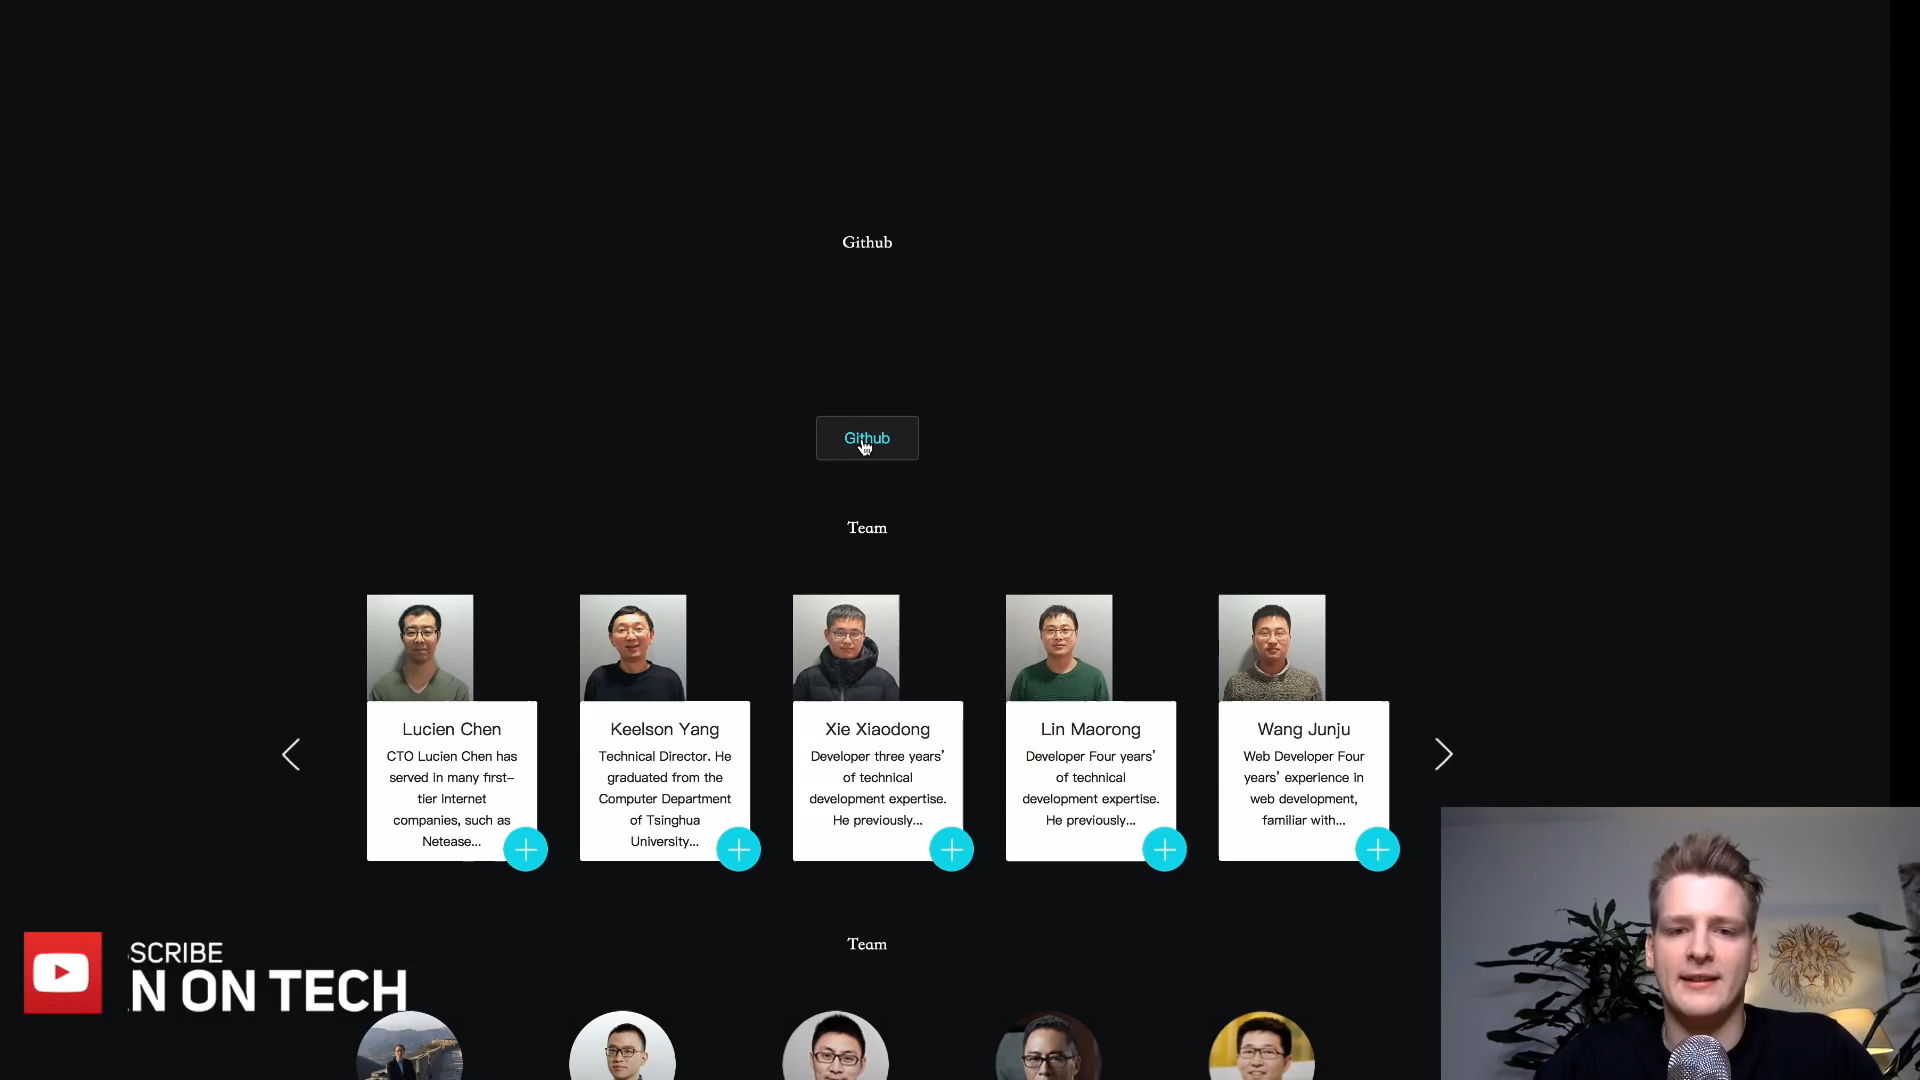 Github
Github
Team
Lucien Chen
CTO Lucien Chen has
served in many first-
tier Internet
companies, such as
Netease...
Keelson Yang
Technical Director. He
graduated from the
Computer Department
of Tsinghua
University...
Xie Xiaodong
Developer three years’
of technical
development expertise.
He previously...
Lin Maorong
Developer Four years’
of technical
development expertise.
He previously...
Wang Junju
Web Developer Four
years’ experience in
web development,
familiar with...
Team
SCRIBE
N ON TECH